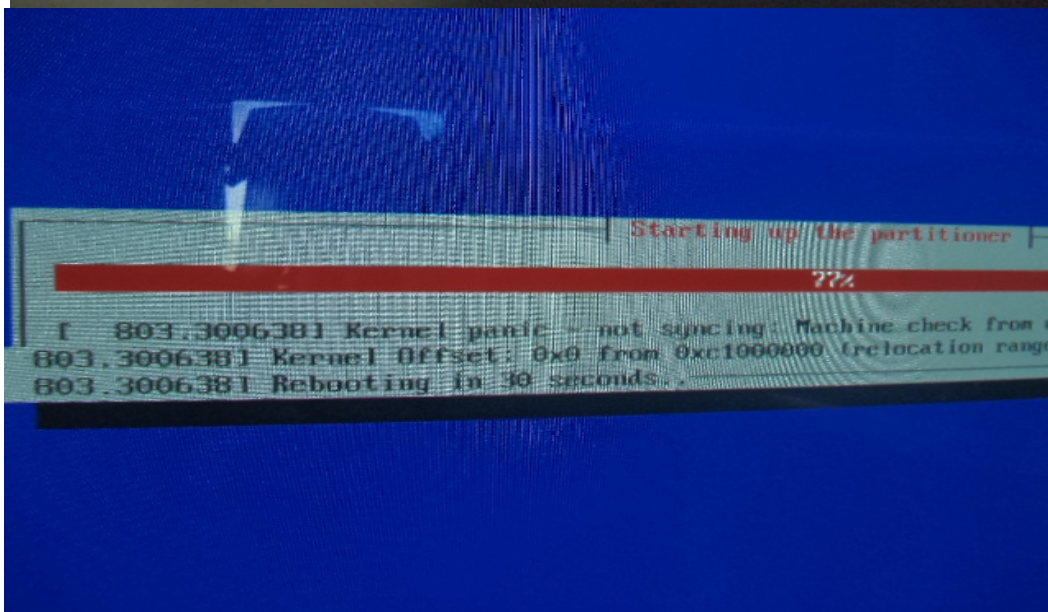 Starting up the partitioner
77%
[ 803.300638] Kernel panic - not syncing: Machine check from
803.300638] Kernel Offset: 0x0 from 0xc1000000 (relocation range
803.300638] Rebooting in 30 seconds..